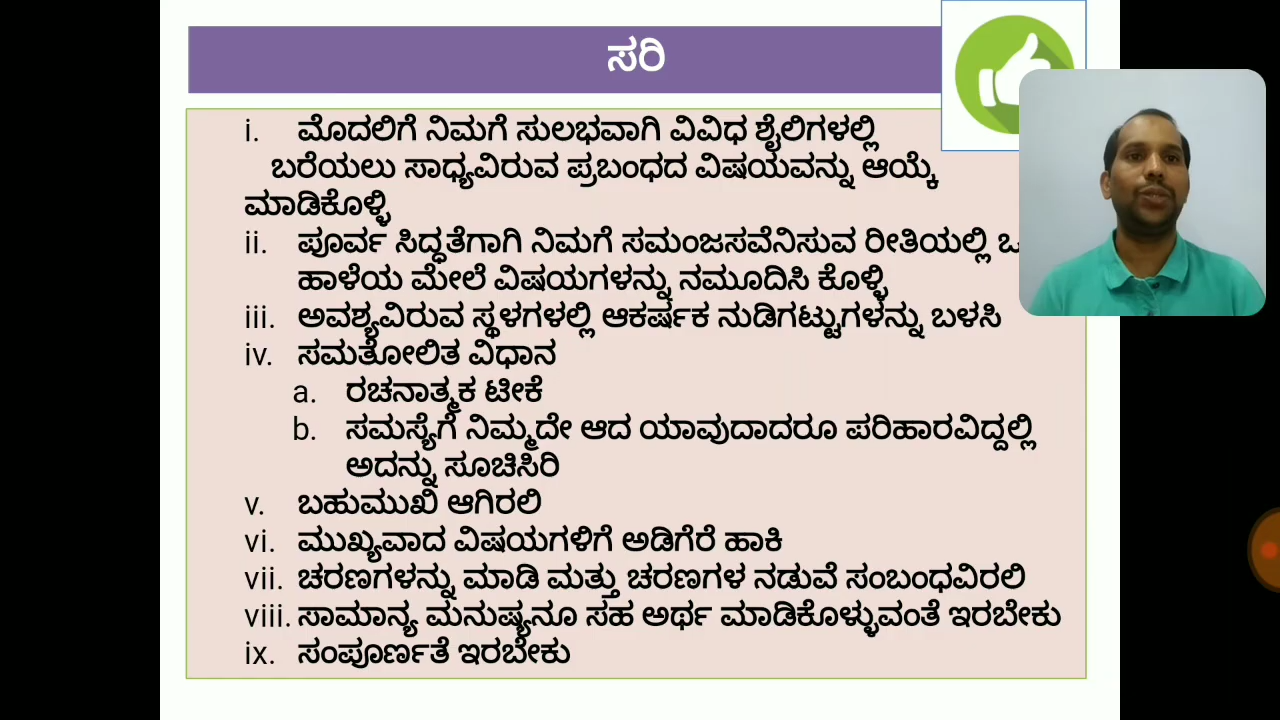 ಸರಿ
i. ಮೊದಲಿಗೆ ನಿಮಗೆ ಸುಲಭವಾಗಿ ವಿವಿಧ ಶೈಲಿಗಳಲ್ಲಿ
ಬರೆಯಲು ಸಾಧ್ಯವಿರುವ ಪ್ರಬಂಧದ ವಿಷಯವನ್ನು ಆಯ್ಕೆ
ಮಾಡಿಕೊಳ್ಳಿ
ii. ಪೂರ್ವ ಸಿದ್ಧತೆಗಾಗಿ ನಿಮಗೆ ಸಮಂಜಸವೆನಿಸುವ ರೀತಿಯಲ್ಲಿ
ಹಾಳೆಯ ಮೇಲೆ ವಿಷಯಗಳನ್ನು ನಮೂದಿಸಿ ಕೊಳ್ಳಿ
iii. ಅವಶ್ಯವಿರುವ ಸ್ಥಳಗಳಲ್ಲಿ ಆಕರ್ಷಕ ನುಡಿಗಟ್ಟುಗಳನ್ನು ಬಳಸಿ
iv. ಸಮತೋಲಿತ ವಿಧಾನ
a. ರಚನಾತ್ಮಕ ಟೀಕೆ
b. ಸಮಸ್ಯೆಗೆ ನಿಮ್ಮದೇ ಆದ ಯಾವುದಾದರೂ ಪರಿಹಾರವಿದ್ದಲ್ಲಿ
ಅದನ್ನು ಸೂಚಿಸಿರಿ
v. ಬಹುಮುಖಿ ಆಗಿರಲಿ
vi. ಮುಖ್ಯವಾದ ವಿಷಯಗಳಿಗೆ ಅಡಿಗೆರೆ ಹಾಕಿ
vii. ಚರಣಗಳನ್ನು ಮಾಡಿ ಮತ್ತು ಚರಣಗಳ ನಡುವೆ ಸಂಬಂಧವಿರಲಿ
viii. ಸಾಮಾನ್ಯ ಮನುಷ್ಯನೂ ಸಹ ಅರ್ಥ ಮಾಡಿಕೊಳ್ಳುವಂತೆ ಇರಬೇಕು
ix. ಸಂಪೂರ್ಣತೆ ಇರಬೇಕು